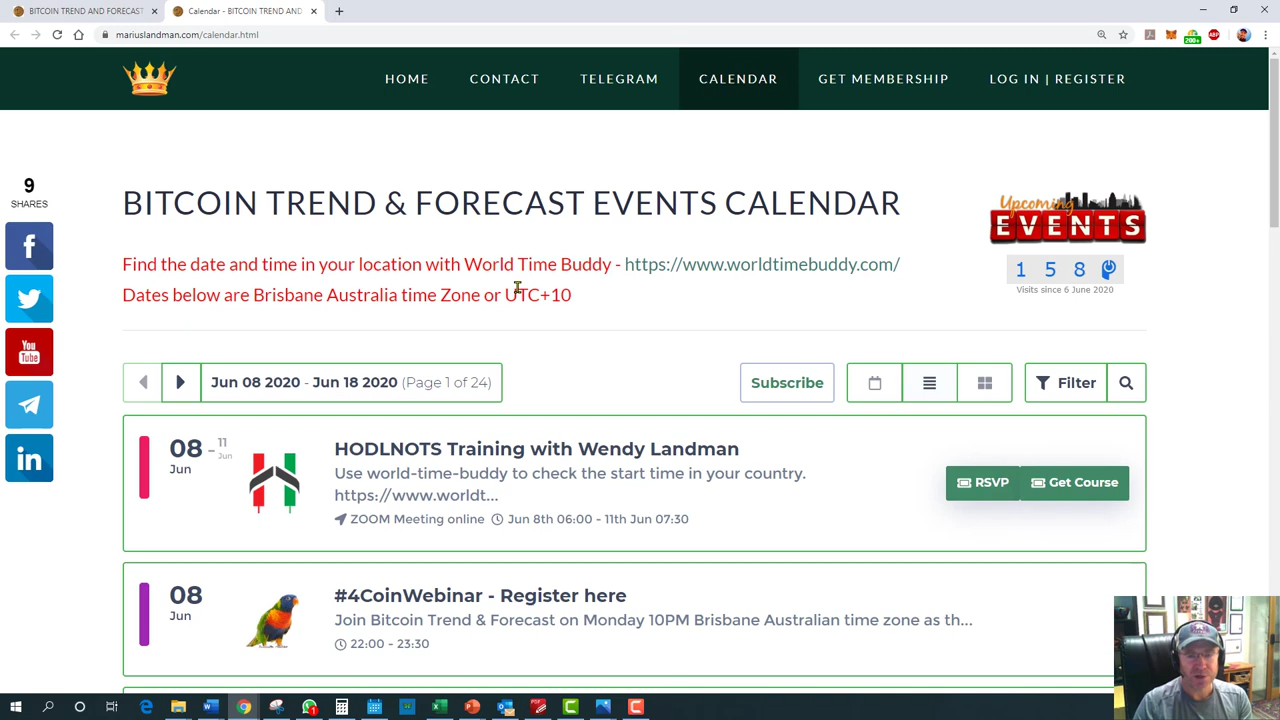 BITCOIN TREND AND FORECAST
Calendar - BITCOIN TREND AND
mariuslandman.com/calendar.html
200+
ABP
HOME
CONTACT
TELEGRAM
CALENDAR
GET MEMBERSHIP
LOG IN | REGISTER
9
SHARES
You
Tube
in
BITCOIN TREND & FORECAST EVENTS CALENDAR
Upcoming
EVENTS
Find the date and time in your location with World Time Buddy - https://www.worldtimebuddy.com/
Dates below are Brisbane Australia time Zone or UTC+10
1 5 8
Visits since 6 June 2020
Jun 08 2020 - Jun 18 2020 (Page 1 of 24)
Subscribe
Filter
08 - 11
Jun Jun
HODLNOTS Training with Wendy Landman
Use world-time-buddy to check the start time in your country.
https://www.worldt...
ZOOM Meeting online Jun 8th 06:00 - 11th Jun 07:30
RSVP
Get Course
08
Jun
#4CoinWebinar - Register here
Join Bitcoin Trend & Forecast on Monday 10PM Brisbane Australian time zone as th...
22:00 - 23:30